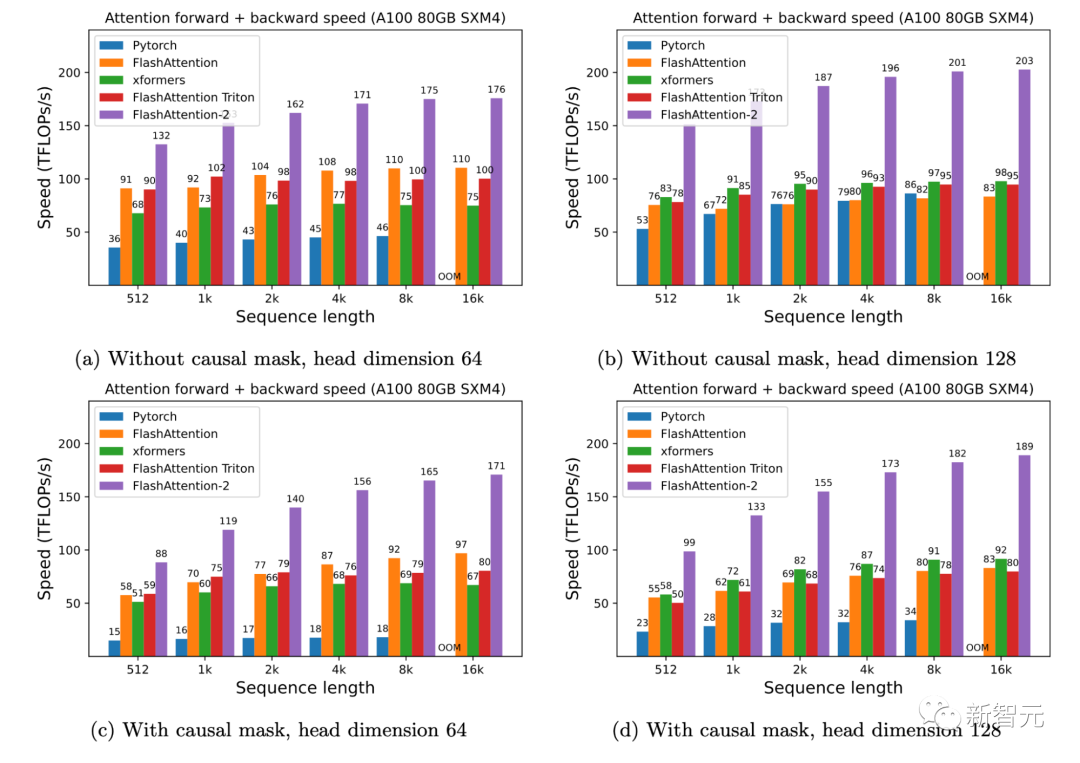 Attention forward + backward speed (A100 80GB SXM4)
Speed (TFLOPs/s)
200
150
100
50
Pytorch
FlashAttention
xformers
FlashAttention Triton
FlashAttention-2
36 91 68 90 132
40 92 73 102
43 104 76 98 162
45 108 77 98 171
46 110 75 100 175
OOM 110 75 100 176
512 1k 2k 4k 8k 16k
Sequence length
(a) Without causal mask, head dimension 64
Attention forward + backward speed (A100 80GB SXM4)
Speed (TFLOPs/s)
200
150
100
50
Pytorch
FlashAttention
xformers
FlashAttention Triton
FlashAttention-2
53 76 83 78
67 72 91 85
76 76 95 90 187
79 80 96 93 196
86 82 97 95 201
OOM 83 98 95 203
512 1k 2k 4k 8k 16k
Sequence length
(b) Without causal mask, head dimension 128
Attention forward + backward speed (A100 80GB SXM4)
Speed (TFLOPs/s)
200
150
100
50
Pytorch
FlashAttention
xformers
FlashAttention Triton
FlashAttention-2
15 58 51 59 88
16 70 60 75 119
17 77 66 79 140
18 87 68 76 156
18 92 69 79 165
OOM 97 67 80 171
512 1k 2k 4k 8k 16k
Sequence length
(c) With causal mask, head dimension 64
Attention forward + backward speed (A100 80GB SXM4)
Speed (TFLOPs/s)
200
150
100
50
Pytorch
FlashAttention
xformers
FlashAttention Triton
FlashAttention-2
23 55 58 50 99
28 62 72 61 133
32 69 82 68 155
32 76 87 74 173
34 80 91 78 182
OOM 83 92 80 189
512 1k 2k 4k 8k 16k
Sequence length
(d) With causal mask, head dimension 128
新智元